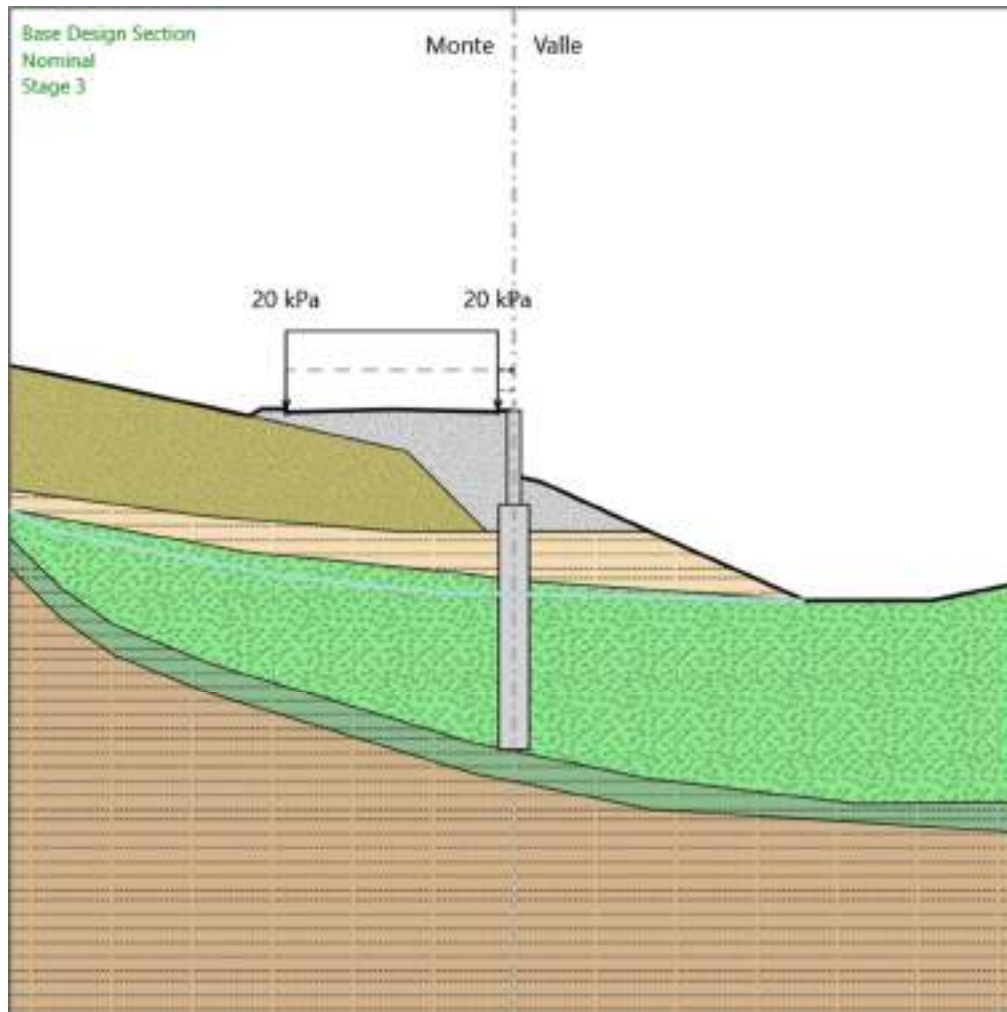 Base Design Section
Nominal
Stage 3
Monte
Valle
20 kPa
20 kPa